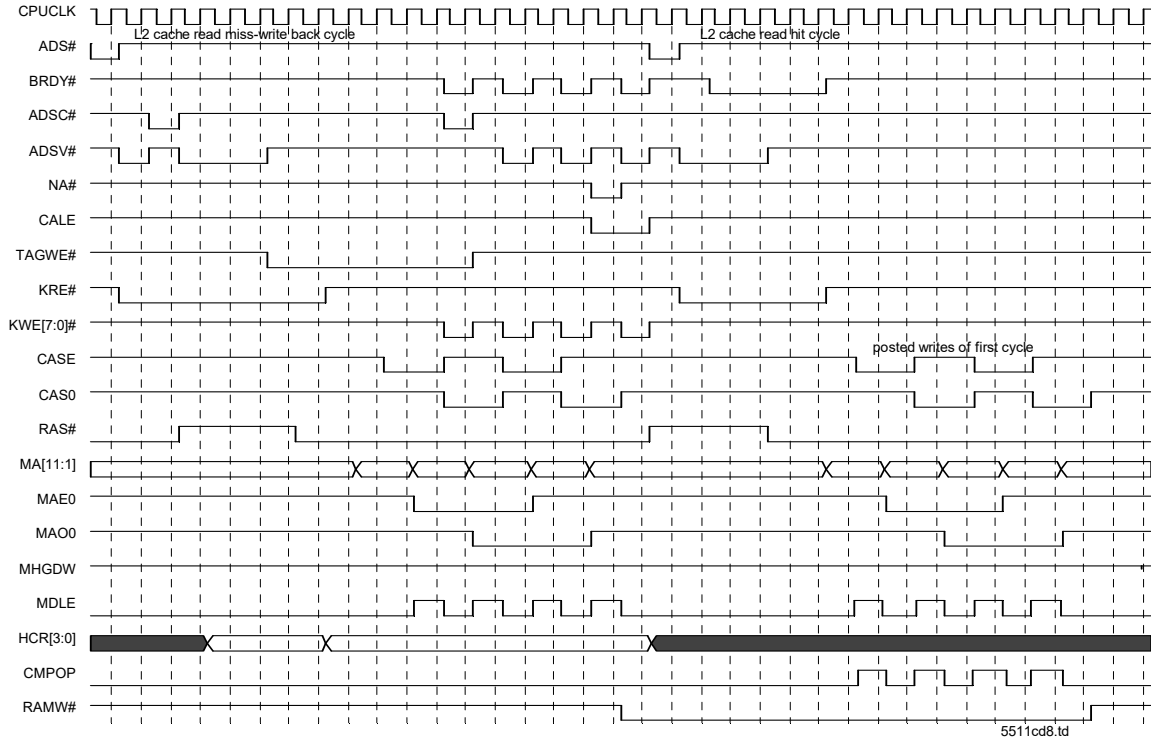 CPUCLK
L2 cache read miss-write back cycle
L2 cache read hit cycle
ADS#
BRDY#
ADSC#
ADSV#
NA#
CALE
TAGWE#
KRE#
KWE[7:0]#
posted writes of first cycle
CASE
CAS0
RAS#
MA[11:1]
MAE0
MAO0
MHGDW
MDLE
HCR[3:0]
CMPOP
RAMW#
5511cd8.td